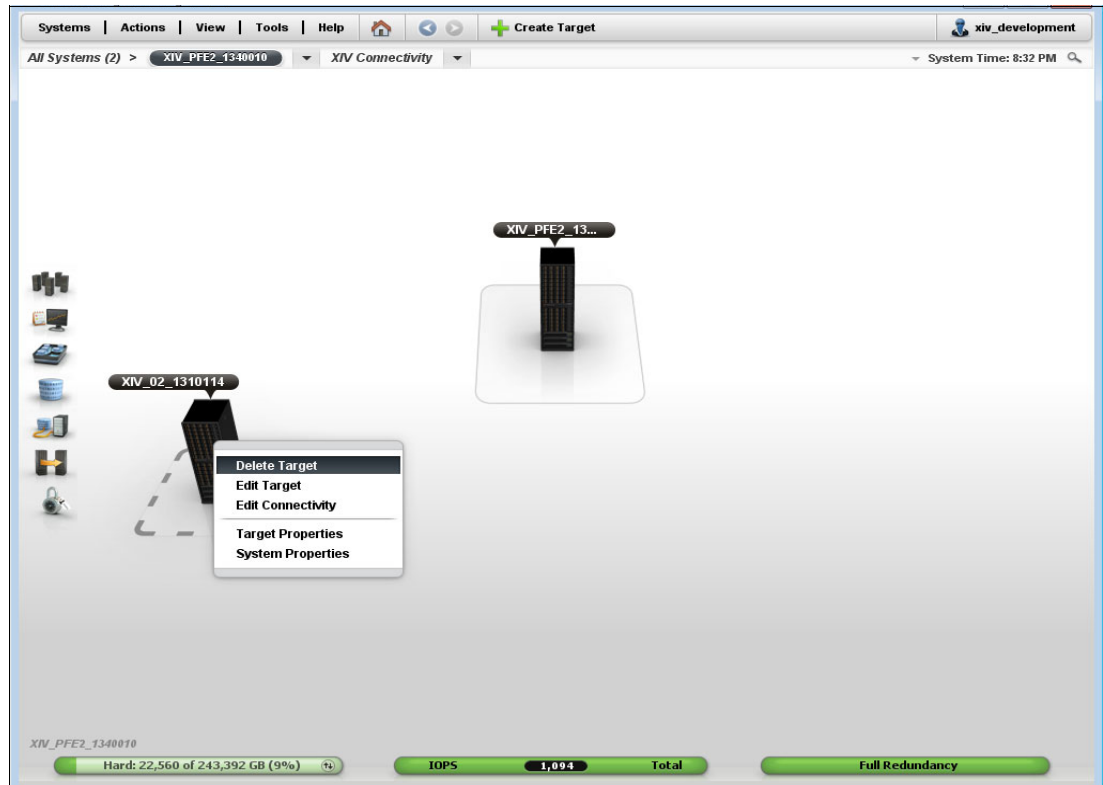 Systems | Actions | View | Tools | Help Create Target xiv_development
All Systems (2) > XIV_PFE2_1340010 XIV Connectivity System Time: 8:32 PM
XIV_PFE2_13...
XIV_02_1310114
Delete Target
Edit Target
Edit Connectivity
Target Properties
System Properties
XIV_PFE2_1340010
Hard: 22,560 of 243,392 GB (9%) IOPS 1,094 Total Full Redundancy